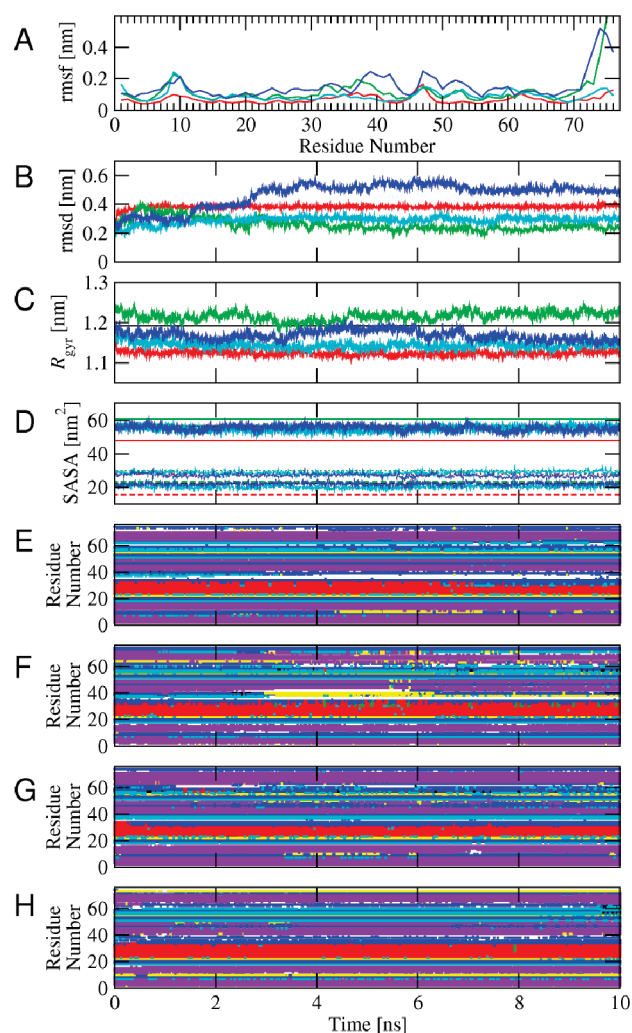 A
rmsf [nm]
0.4
0.2
0
0 10 20 30 40 50 60 70
Residue Number
B
rmsd [nm]
0.6
0.4
0.2
0
C
Rgyr [nm]
1.3
1.2
1.1
D
SASA [nm²]
60
40
20
E
Residue
Number
60
40
20
0
F
Residue
Number
60
40
20
0
G
Residue
Number
60
40
20
0
H
Residue
Number
60
40
20
0
0 2 4 6 8 10
Time [ns]